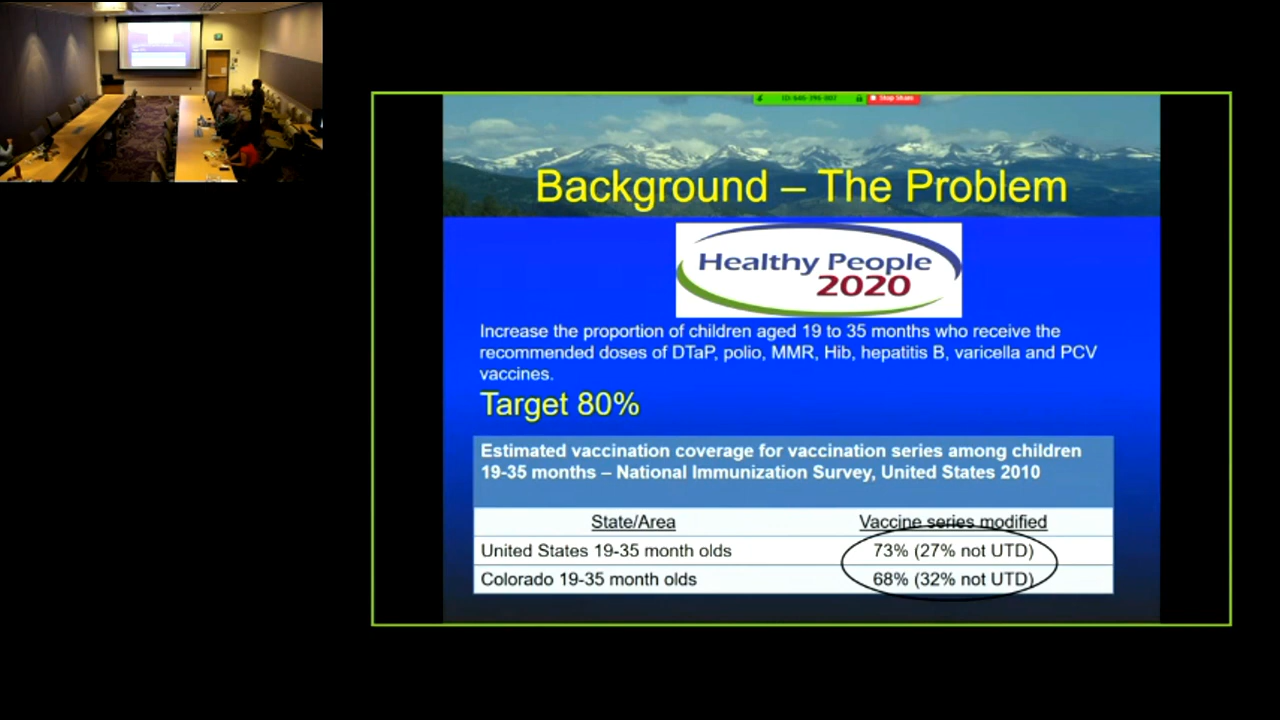 ID: 646-396-807
Stop Share
Background – The Problem
Healthy People
2020
Increase the proportion of children aged 19 to 35 months who receive the
recommended doses of DTaP, polio, MMR, Hib, hepatitis B, varicella and PCV
vaccines.
Target 80%
Estimated vaccination coverage for vaccination series among children
19-35 months – National Immunization Survey, United States 2010
State/Area Vaccine series modified
United States 19-35 month olds 73% (27% not UTD)
Colorado 19-35 month olds 68% (32% not UTD)